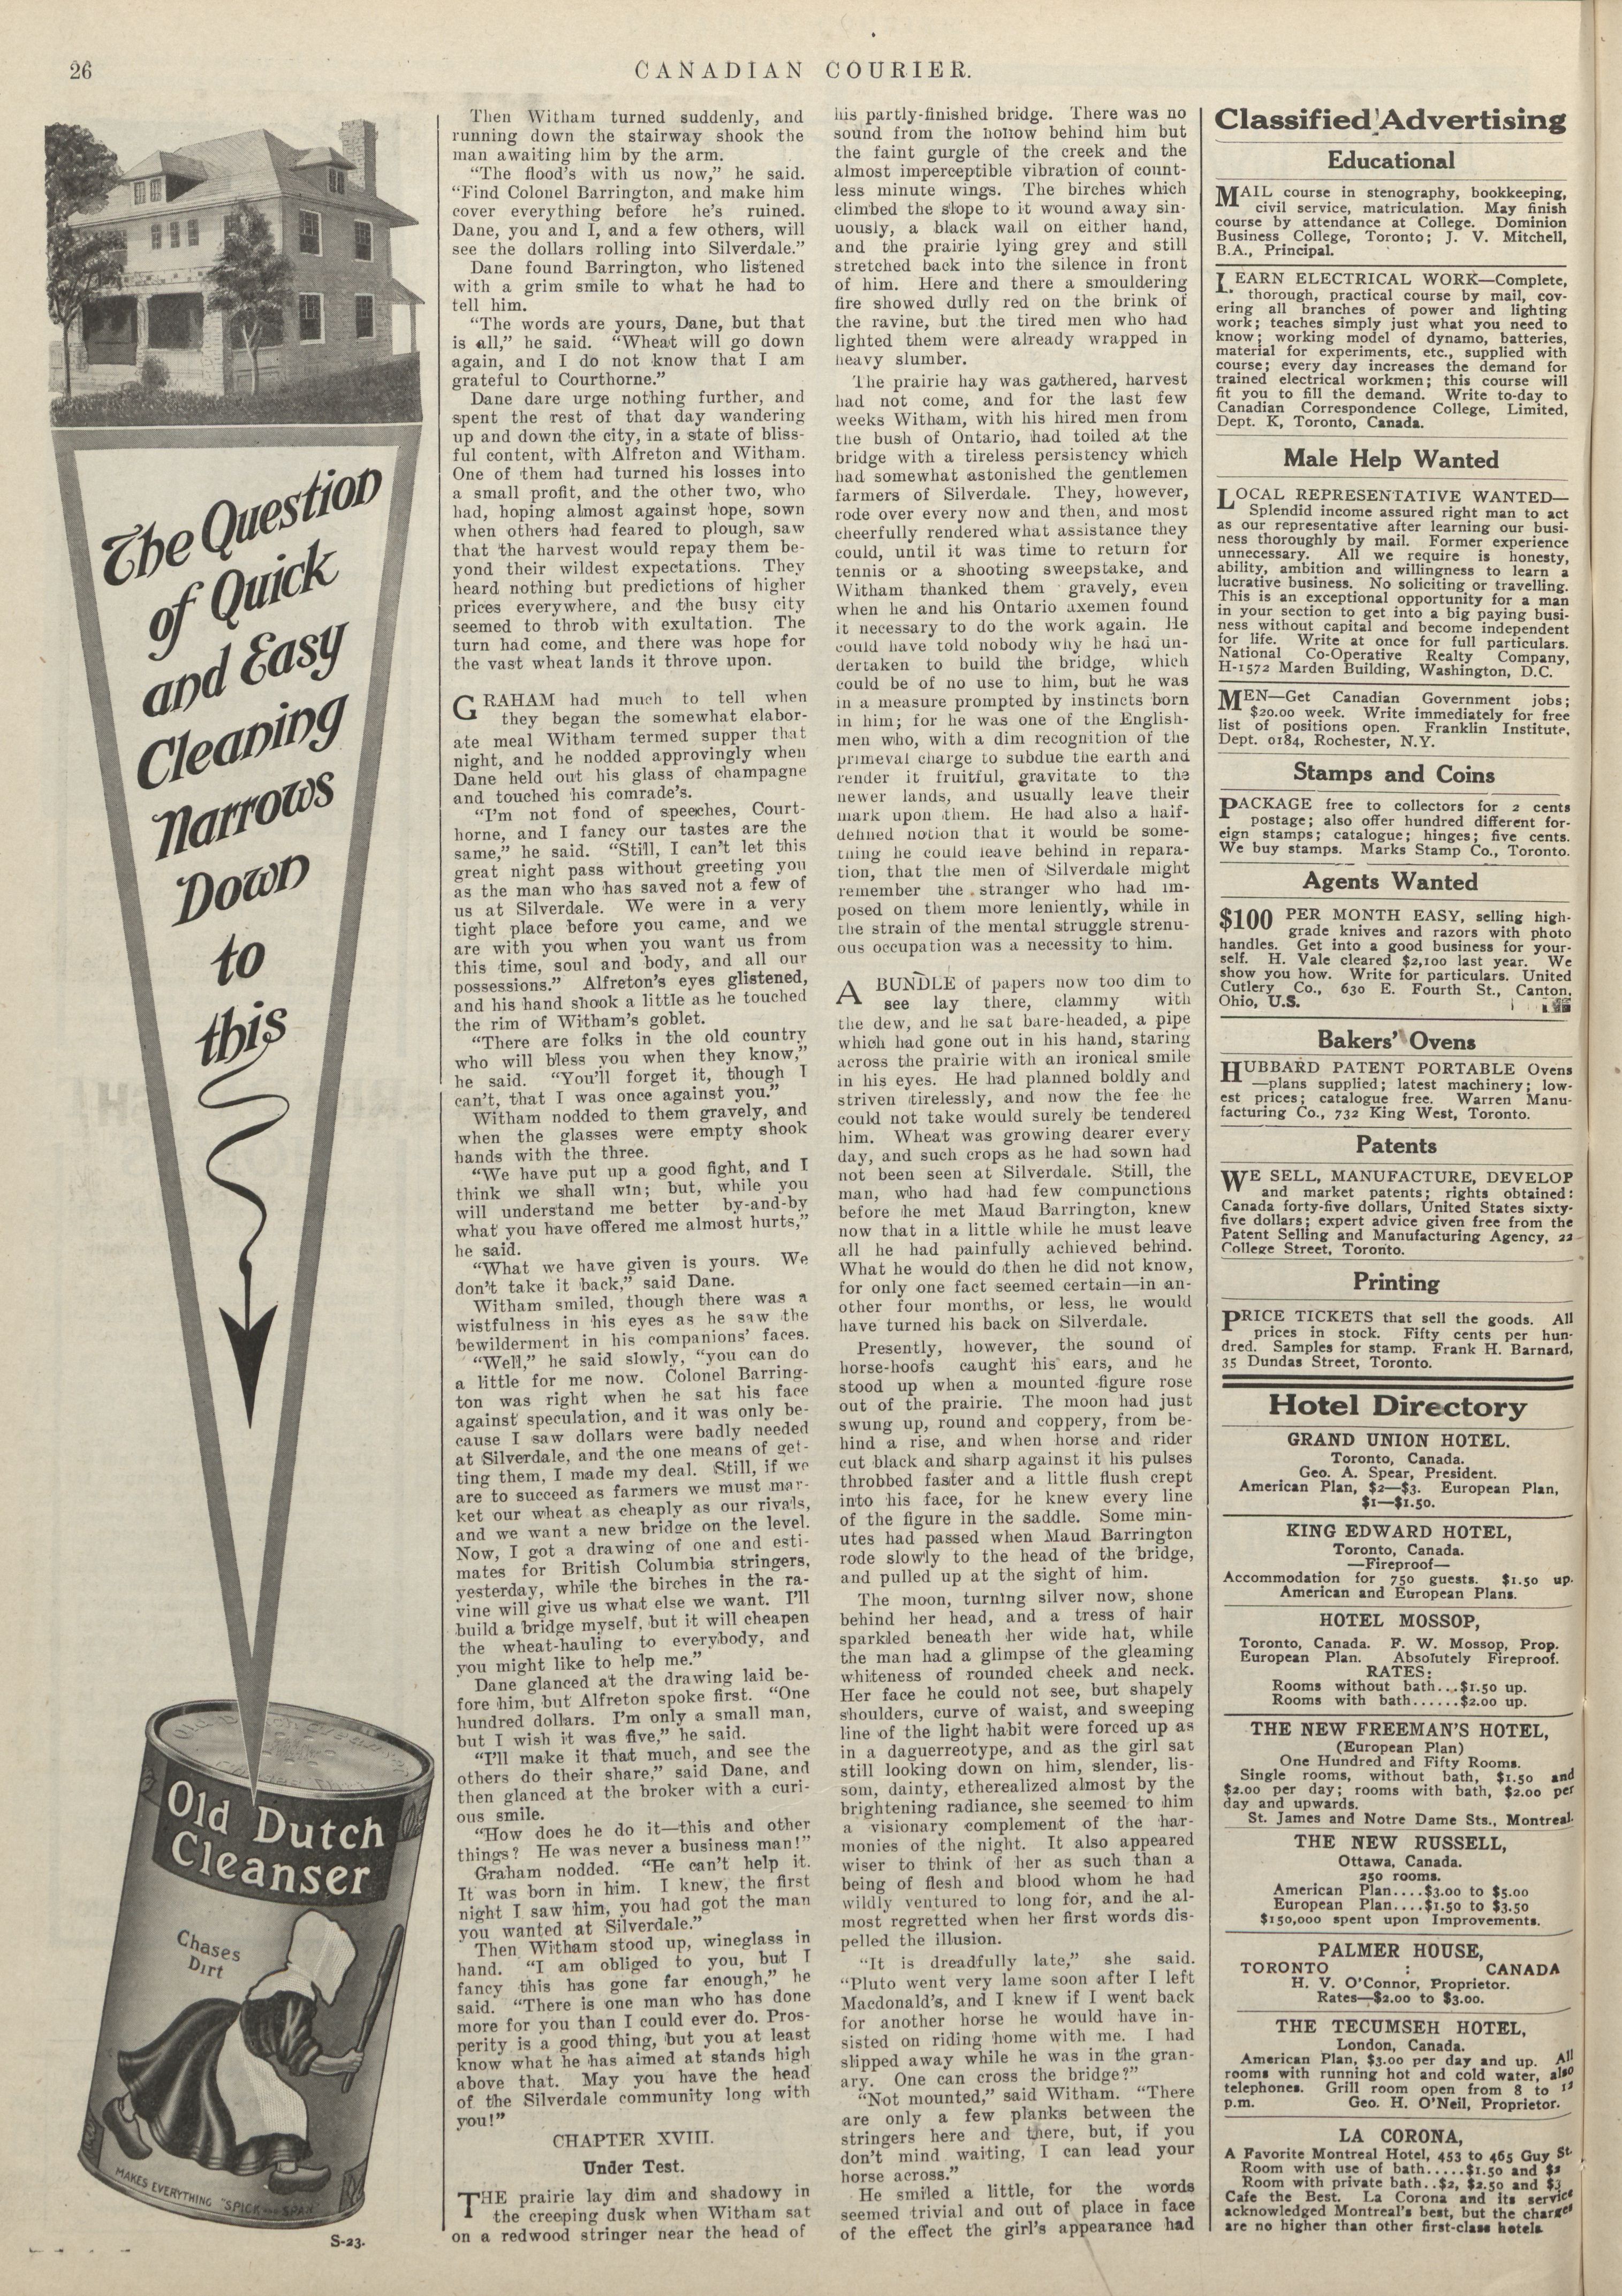 26
CANADIAN COURIER.
The Question
of Quick
and Easy
Cleaning
Narrows
Down
to
this
Old Dutch
Cleanser
Chases
Dirt
MAKES EVERYTHING "SPICK AND SPAN"
S-23.
Then Witham turned suddenly, and
running down the stairway shook the
man awaiting him by the arm.
"The flood's with us now," he said.
"Find Colonel Barrington, and make him
cover everything before he's ruined.
Dane, you and I, and a few others, will
see the dollars rolling into Silverdale."
Dane found Barrington, who listened
with a grim smile to what he had to
tell him.
"The words are yours, Dane, but that
is all," he said. "Wheat will go down
again, and I do not know that I am
grateful to Courthorne."
Dane dare urge nothing further, and
spent the rest of that day wandering
up and down the city, in a state of bliss-
ful content, with Alfreton and Witham.
One of them had turned his losses into
a small profit, and the other two, who
had, hoping almost against hope, sown
when others had feared to plough, saw
that the harvest would repay them be-
yond their wildest expectations. They
heard nothing but predictions of higher
prices everywhere, and the busy city
seemed to throb with exultation. The
turn had come, and there was hope for
the vast wheat lands it throve upon.
GRAHAM had much to tell when
they began the somewhat elabor-
ate meal Witham termed supper that
night, and he nodded approvingly when
Dane held out his glass of champagne
and touched his comrade's.
"I'm not fond of speeches, Court-
horne, and I fancy our tastes are the
same," he said. "Still, I can't let this
great night pass without greeting you
as the man who has saved not a few of
us at Silverdale. We were in a very
tight place before you came, and we
are with you when you want us from
this time, soul and body, and all our
possessions." Alfreton's eyes glistened,
and his hand shook a little as he touched
the rim of Witham's goblet.
"There are folks in the old country
who will bless you when they know,"
he said. "You'll forget it, though I
can't, that I was once against you."
Witham nodded to them gravely, and
when the glasses were empty shook
hands with the three.
"We have put up a good fight, and I
think we shall win; but, while you
will understand me better by-and-by
what you have offered me almost hurts,"
he said.
"What we have given is yours. We
don't take it back," said Dane.
Witham smiled, though there was a
wistfulness in his eyes as he saw the
bewilderment in his companions' faces.
"Well," he said slowly, "you can do
a little for me now. Colonel Barring-
ton was right when he sat his face
against speculation, and it was only be-
cause I saw dollars were badly needed
at Silverdale, and the one means of get-
ting them, I made my deal. Still, if we
are to succeed as farmers we must mar-
ket our wheat as cheaply as our rivals,
and we want a new bridge on the level.
Now, I got a drawing of one and esti-
mates for British Columbia stringers,
yesterday, while the birches in the ra-
vine will give us what else we want. I'll
build a bridge myself, but it will cheapen
the wheat-hauling to everybody, and
you might like to help me."
Dane glanced at the drawing laid be-
fore him, but Alfreton spoke first. "One
hundred dollars. I'm only a small man,
but I wish it was five," he said.
"I'll make it that much, and see the
others do their share," said Dane, and
then glanced at the broker with a curi-
ous smile.
"How does he do it—this and other
things? He was never a business man!"
Graham nodded. "He can't help it.
It was born in him. I knew, the first
night I saw him, you had got the man
you wanted at Silverdale."
Then Witham stood up, wineglass in
hand. "I am obliged to you, but I
fancy this has gone far enough," he
said. "There is one man who has done
more for you than I could ever do. Pros-
perity is a good thing, but you at least
know what he has aimed at stands high
above that. May you have the head
of the Silverdale community long with
you!"
CHAPTER XVIII.
Under Test.
THE prairie lay dim and shadowy in
the creeping dusk when Witham sat
on a redwood stringer near the head of
his partly-finished bridge. There was no
sound from the hollow behind him but
the faint gurgle of the creek and the
almost imperceptible vibration of count-
less minute wings. The birches which
climbed the slope to it wound away sin-
uously, a black wall on either hand,
and the prairie lying grey and still
stretched back into the silence in front
of him. Here and there a smouldering
fire showed dully red on the brink of
the ravine, but the tired men who had
lighted them were already wrapped in
heavy slumber.
The prairie hay was gathered, harvest
had not come, and for the last few
weeks Witham, with his hired men from
the bush of Ontario, had toiled at the
bridge with a tireless persistency which
had somewhat astonished the gentlemen
farmers of Silverdale. They, however,
rode over every now and then, and most
cheerfully rendered what assistance they
could, until it was time to return for
tennis or a shooting sweepstake, and
Witham thanked them gravely, even
when he and his Ontario axemen found
it necessary to do the work again. He
could have told nobody why he had un-
dertaken to build the bridge, which
could be of no use to him, but he was
in a measure prompted by instincts born
in him; for he was one of the English-
men who, with a dim recognition of the
primeval charge to subdue the earth and
render it fruitful, gravitate to the
newer lands, and usually leave their
mark upon them. He had also a half-
defined notion that it would be some-
thing he could leave behind in repara-
tion, that the men of Silverdale might
remember the stranger who had im-
posed on them more leniently, while in
the strain of the mental struggle strenu-
ous occupation was a necessity to him.
A BUNDLE of papers now too dim to
see lay there, clammy with
the dew, and he sat bare-headed, a pipe
which had gone out in his hand, staring
across the prairie with an ironical smile
in his eyes. He had planned boldly and
striven tirelessly, and now the fee he
could not take would surely be tendered
him. Wheat was growing dearer every
day, and such crops as he had sown had
not been seen at Silverdale. Still, the
man, who had had few compunctions
before he met Maud Barrington, knew
now that in a little while he must leave
all he had painfully achieved behind.
What he would do then he did not know,
for only one fact seemed certain—in an-
other four months, or less, he would
have turned his back on Silverdale.
Presently, however, the sound of
horse-hoofs caught his ears, and he
stood up when a mounted figure rose
out of the prairie. The moon had just
swung up, round and coppery, from be-
hind a rise, and when horse and rider
cut black and sharp against it his pulses
throbbed faster and a little flush crept
into his face, for he knew every line
of the figure in the saddle. Some min-
utes had passed when Maud Barrington
rode slowly to the head of the bridge,
and pulled up at the sight of him.
The moon, turning silver now, shone
behind her head, and a tress of hair
sparkled beneath her wide hat, while
the man had a glimpse of the gleaming
whiteness of rounded cheek and neck.
Her face he could not see, but shapely
shoulders, curve of waist, and sweeping
line of the light habit were forced up as
in a daguerreotype, and as the girl sat
still looking down on him, slender, lis-
som, dainty, etherealized almost by the
brightening radiance, she seemed to him
a visionary complement of the har-
monies of the night. It also appeared
wiser to think of her as such than a
being of flesh and blood whom he had
wildly ventured to long for, and he al-
most regretted when her first words dis-
pelled the illusion.
"It is dreadfully late," she said.
"Pluto went very lame soon after I left
Macdonald's, and I knew if I went back
for another horse he would have in-
sisted on riding home with me. I had
slipped away while he was in the gran-
ary. One can cross the bridge?"
"Not mounted," said Witham. "There
are only a few planks between the
stringers here and there, but, if you
don't mind waiting, I can lead your
horse across."
He smiled a little, for the words
seemed trivial and out of place in face
of the effect the girl's appearance had
Classified Advertising
Educational
MAIL course in stenography, bookkeeping,
civil service, matriculation. May finish
course by attendance at College. Dominion
Business College, Toronto; J. V. Mitchell,
B.A., Principal.
LEARN ELECTRICAL WORK—Complete,
thorough, practical course by mail, cov-
ering all branches of power and lighting
work; teaches simply just what you need to
know; working model of dynamo, batteries,
material for experiments, etc., supplied with
course; every day increases the demand for
trained electrical workmen; this course will
fit you to fill the demand. Write to-day to
Canadian Correspondence College, Limited,
Dept. K, Toronto, Canada.
Male Help Wanted
LOCAL REPRESENTATIVE WANTED—
Splendid income assured right man to act
as our representative after learning our busi-
ness thoroughly by mail. Former experience
unnecessary. All we require is honesty,
ability, ambition and willingness to learn a
lucrative business. No soliciting or travelling.
This is an exceptional opportunity for a man
in your section to get into a big paying busi-
ness without capital and become independent
for life. Write at once for full particulars.
National Co-Operative Realty Company,
H-1572 Marden Building, Washington, D.C.
MEN—Get Canadian Government jobs;
$20.00 week. Write immediately for free
list of positions open. Franklin Institute,
Dept. 0184, Rochester, N.Y.
Stamps and Coins
PACKAGE free to collectors for 2 cents
postage; also offer hundred different for-
eign stamps; catalogue; hinges; five cents.
We buy stamps. Marks Stamp Co., Toronto.
Agents Wanted
$100 PER MONTH EASY, selling high-
grade knives and razors with photo
handles. Get into a good business for your-
self. H. Vale cleared $2,100 last year. We
show you how. Write for particulars. United
Cutlery Co., 630 E. Fourth St., Canton,
Ohio, U.S.
Bakers' Ovens
HUBBARD PATENT PORTABLE Ovens
—plans supplied; latest machinery; low-
est prices; catalogue free. Warren Manu-
facturing Co., 732 King West, Toronto.
Patents
WE SELL, MANUFACTURE, DEVELOP
and market patents; rights obtained:
Canada forty-five dollars, United States sixty-
five dollars; expert advice given free from the
Patent Selling and Manufacturing Agency, 22
College Street, Toronto.
Printing
PRICE TICKETS that sell the goods. All
prices in stock. Fifty cents per hun-
dred. Samples for stamp. Frank H. Barnard,
35 Dundas Street, Toronto.
Hotel Directory
GRAND UNION HOTEL.
Toronto, Canada.
Geo. A. Spear, President.
American Plan, $2—$3. European Plan,
$1—$1.50.
KING EDWARD HOTEL,
Toronto, Canada.
—Fireproof—
Accommodation for 750 guests. $1.50 up.
American and European Plans.
HOTEL MOSSOP,
Toronto, Canada. F. W. Mossop, Prop.
European Plan. Absolutely Fireproof.
RATES:
Rooms without bath...$1.50 up.
Rooms with bath......$2.00 up.
THE NEW FREEMAN'S HOTEL,
(European Plan)
One Hundred and Fifty Rooms.
Single rooms, without bath, $1.50 and
$2.00 per day; rooms with bath, $2.00 per
day and upwards.
St. James and Notre Dame Sts., Montreal.
THE NEW RUSSELL,
Ottawa, Canada.
250 rooms.
American Plan....$3.00 to $5.00
European Plan....$1.50 to $3.50
$150,000 spent upon Improvements.
PALMER HOUSE,
TORONTO : CANADA
H. V. O'Connor, Proprietor.
Rates—$2.00 to $3.00.
THE TECUMSEH HOTEL,
London, Canada.
American Plan, $3.00 per day and up. All
rooms with running hot and cold water, also
telephones. Grill room open from 8 to 12
p.m. Geo. H. O'Neil, Proprietor.
LA CORONA,
A Favorite Montreal Hotel, 453 to 465 Guy St.
Room with use of bath.....$1.50 and $2
Room with private bath..$2, $2.50 and $3
Cafe the Best. La Corona and its service
acknowledged Montreal's best, but the charges
are no higher than other first-class hotels